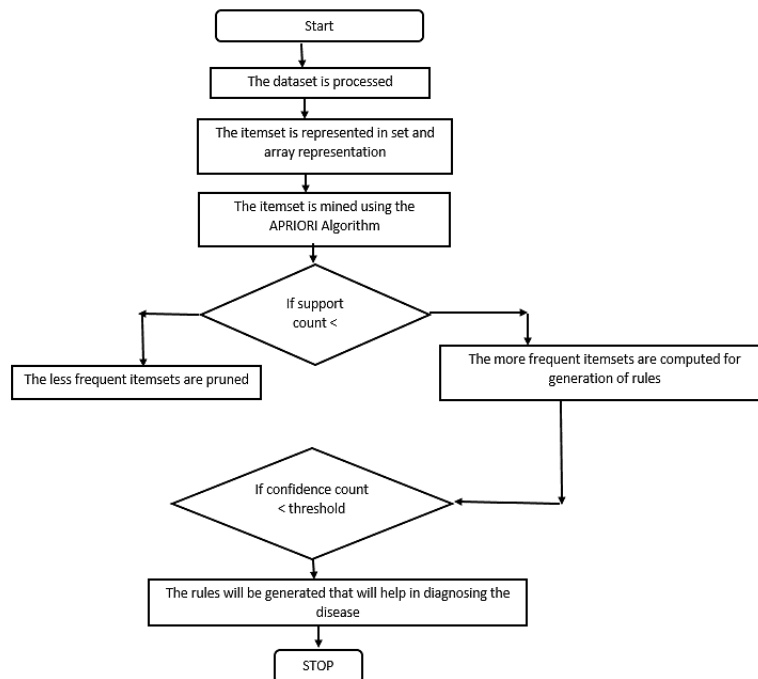 Start
The dataset is processed
The itemset is represented in set and
array representation
The itemset is mined using the
APRIORI Algorithm
If support
count <
The less frequent itemsets are pruned
The more frequent itemsets are computed for
generation of rules
If confidence count
< threshold
The rules will be generated that will help in diagnosing the
disease
STOP